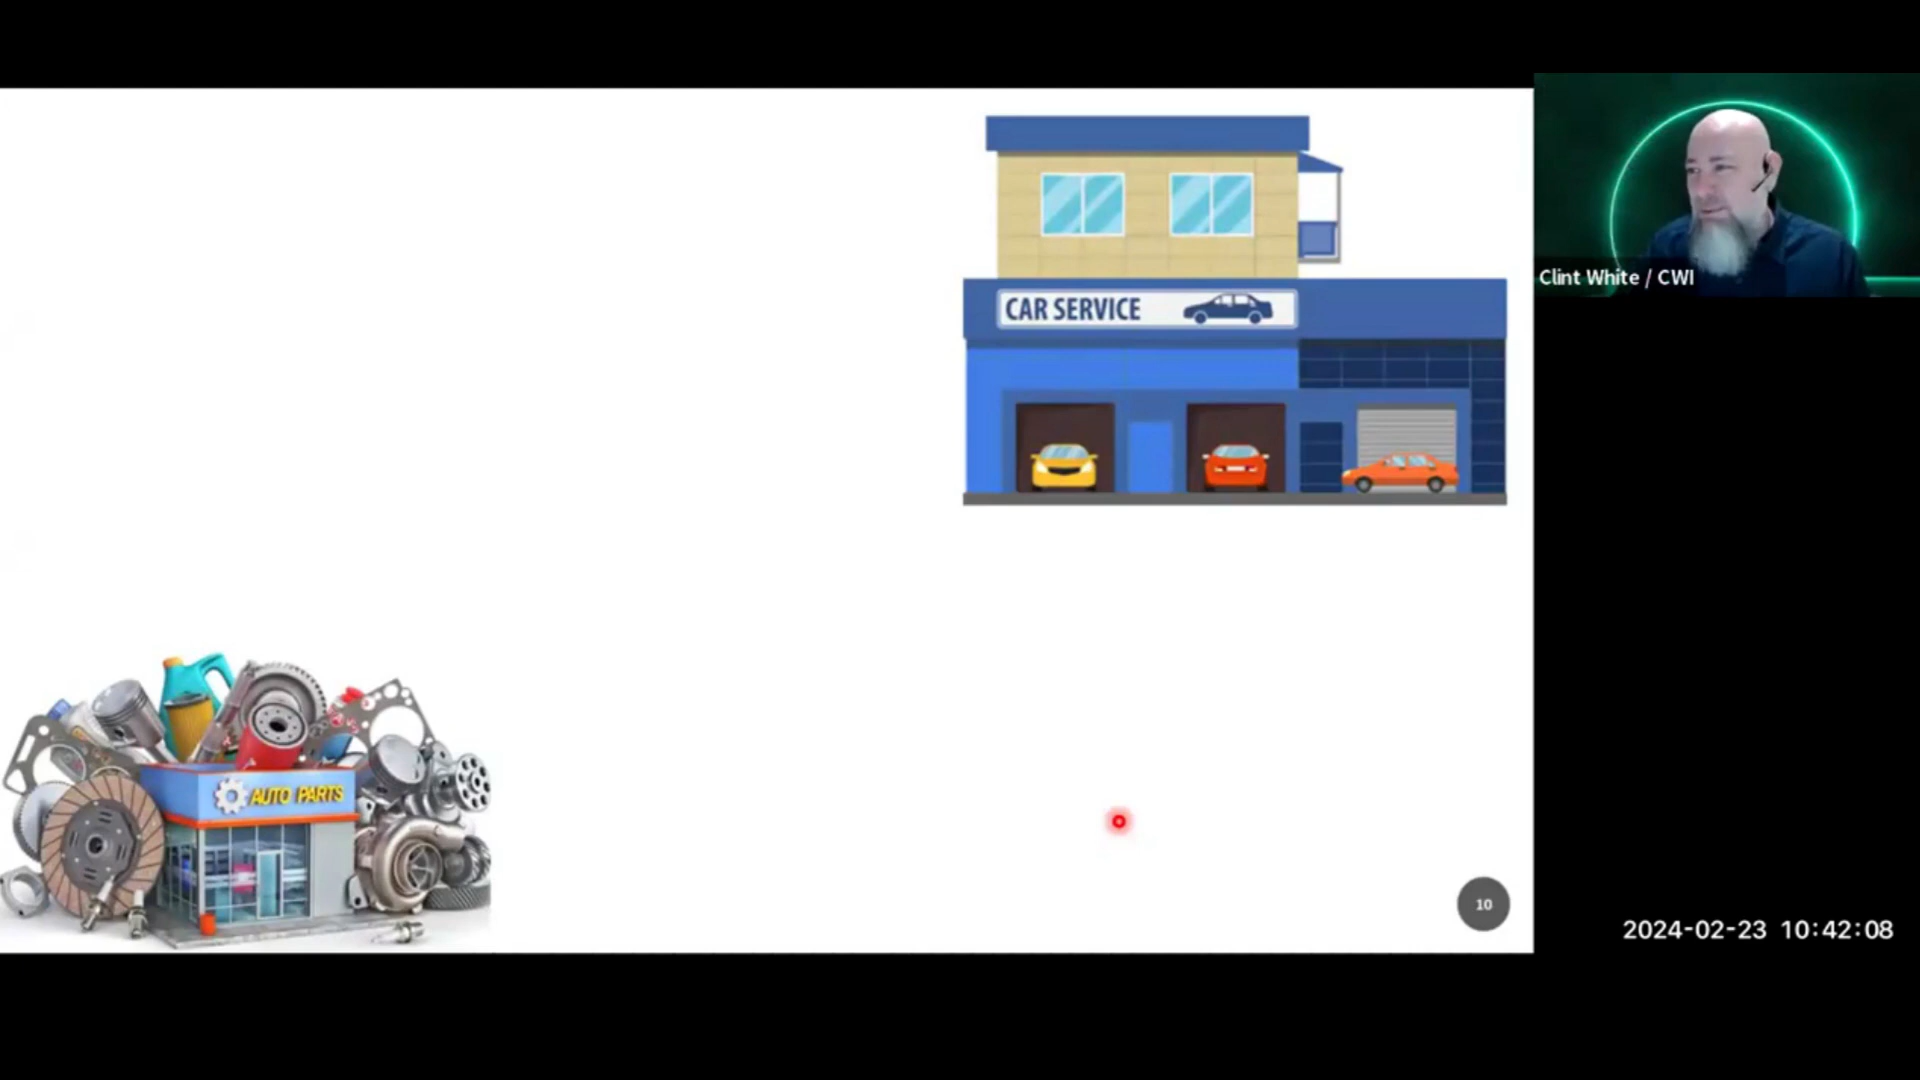 CAR SERVICE
Clint White / CWI
AUTO PARTS
10
2024-02-23 10:42:08